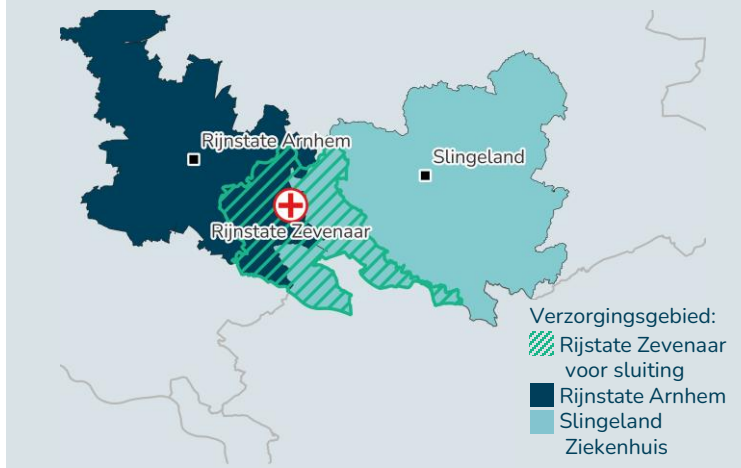 Rijnstate Arnhem
Slingeland
Rijnstate Zevenaar
Verzorgingsgebied:
Rijstate Zevenaar
voor sluiting
Rijnstate Arnhem
Slingeland
Ziekenhuis